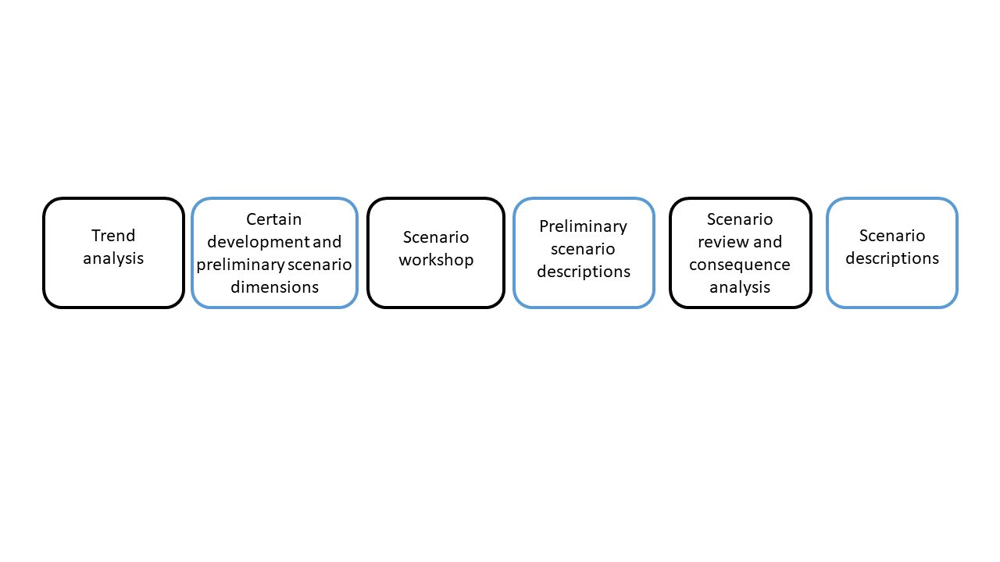 Trend
analysis
Certain
development and
preliminary scenario
dimensions
Scenario
workshop
Preliminary
scenario
descriptions
Scenario
review and
consequence
analysis
Scenario
descriptions